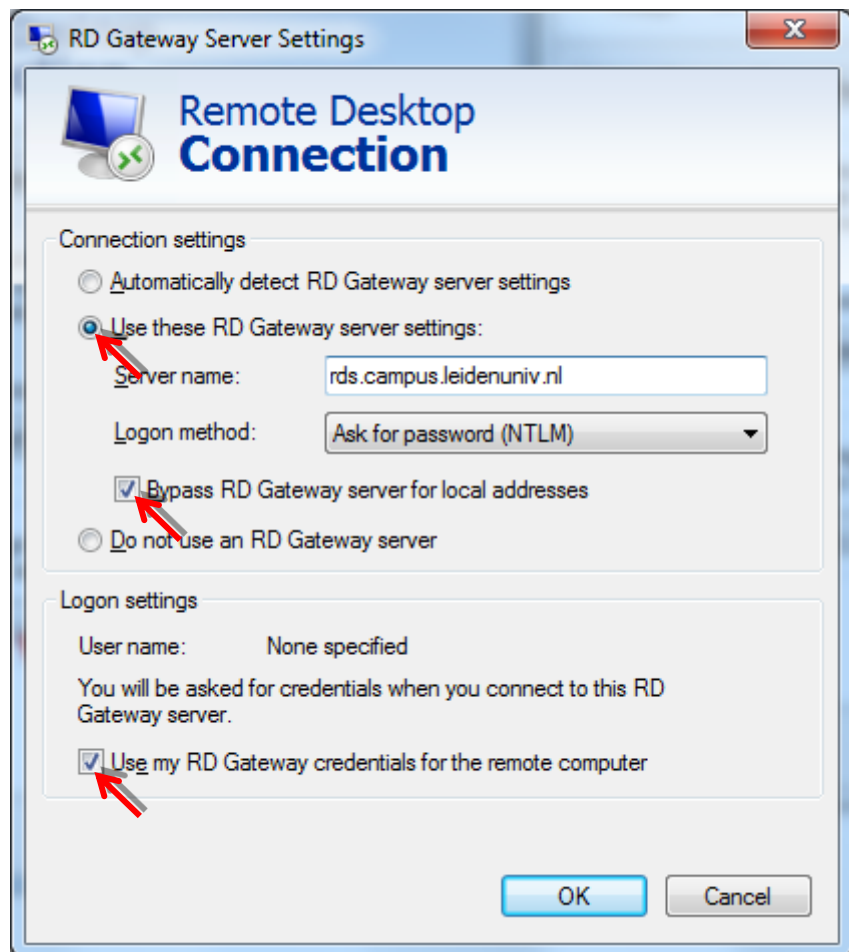 RD Gateway Server Settings
Remote Desktop
Connection
Connection settings
Automatically detect RD Gateway server settings
Use these RD Gateway server settings:
Server name: rds.campus.leidenuniv.nl
Logon method: Ask for password (NTLM)
Bypass RD Gateway server for local addresses
Do not use an RD Gateway server
Logon settings
User name: None specified
You will be asked for credentials when you connect to this RD
Gateway server.
Use my RD Gateway credentials for the remote computer
OK Cancel